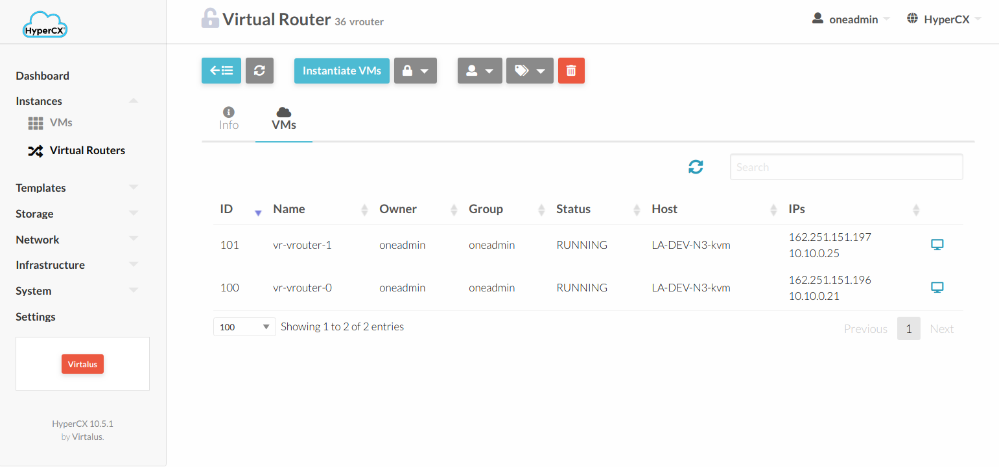 HyperCX
Virtual Router 36 vrouter
oneadmin
HyperCX
Dashboard
Instances
VMs
Virtual Routers
Templates
Storage
Network
Infrastructure
System
Settings
Virtalus
HyperCX 10.5.1
by Virtalus.
Instantiate VMs
Info
VMs
Search
ID Name Owner Group Status Host IPs
101 vr-vrouter-1 oneadmin oneadmin RUNNING LA-DEV-N3-kvm 162.251.151.197
10.10.0.25
100 vr-vrouter-0 oneadmin oneadmin RUNNING LA-DEV-N3-kvm 162.251.151.196
10.10.0.21
100 Showing 1 to 2 of 2 entries
Previous 1 Next